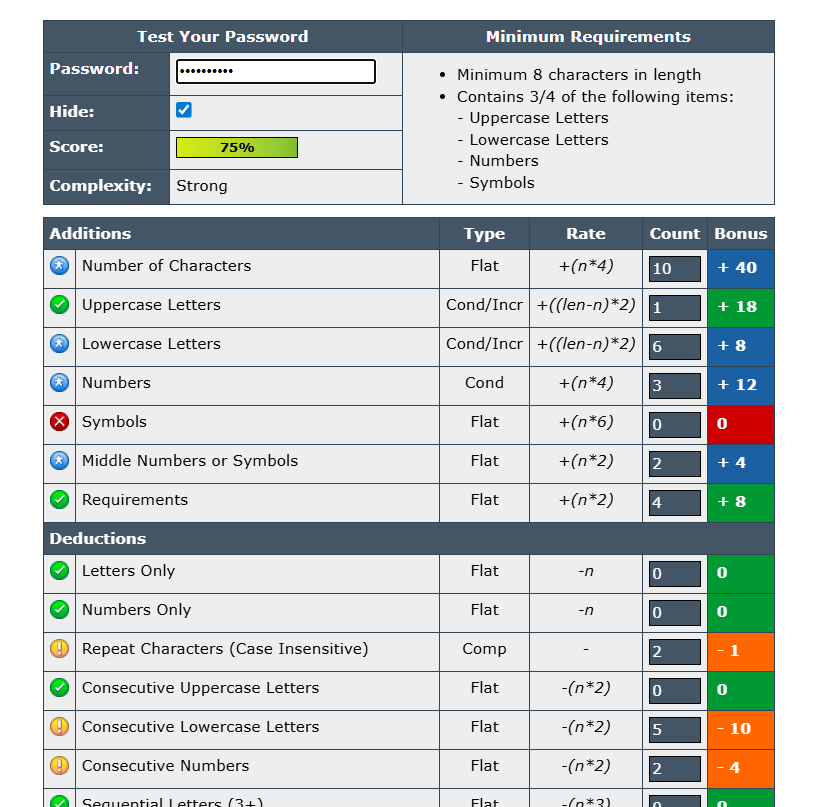 Test Your Password Minimum Requirements
Password: ••••••••••
Hide:
Score: 75%
Complexity: Strong
• Minimum 8 characters in length
• Contains 3/4 of the following items:
- Uppercase Letters
- Lowercase Letters
- Numbers
- Symbols
Additions Type Rate Count Bonus
Number of Characters Flat +(n*4) 10 + 40
Uppercase Letters Cond/Incr +((len-n)*2) 1 + 18
Lowercase Letters Cond/Incr +((len-n)*2) 6 + 8
Numbers Cond +(n*4) 3 + 12
Symbols Flat +(n*6) 0 0
Middle Numbers or Symbols Flat +(n*2) 2 + 4
Requirements Flat +(n*2) 4 + 8
Deductions
Letters Only Flat -n 0 0
Numbers Only Flat -n 0 0
Repeat Characters (Case Insensitive) Comp - 2 - 1
Consecutive Uppercase Letters Flat -(n*2) 0 0
Consecutive Lowercase Letters Flat -(n*2) 5 - 10
Consecutive Numbers Flat -(n*2) 2 - 4
Sequential Letters (3+) Flat -(n*3) 0 0